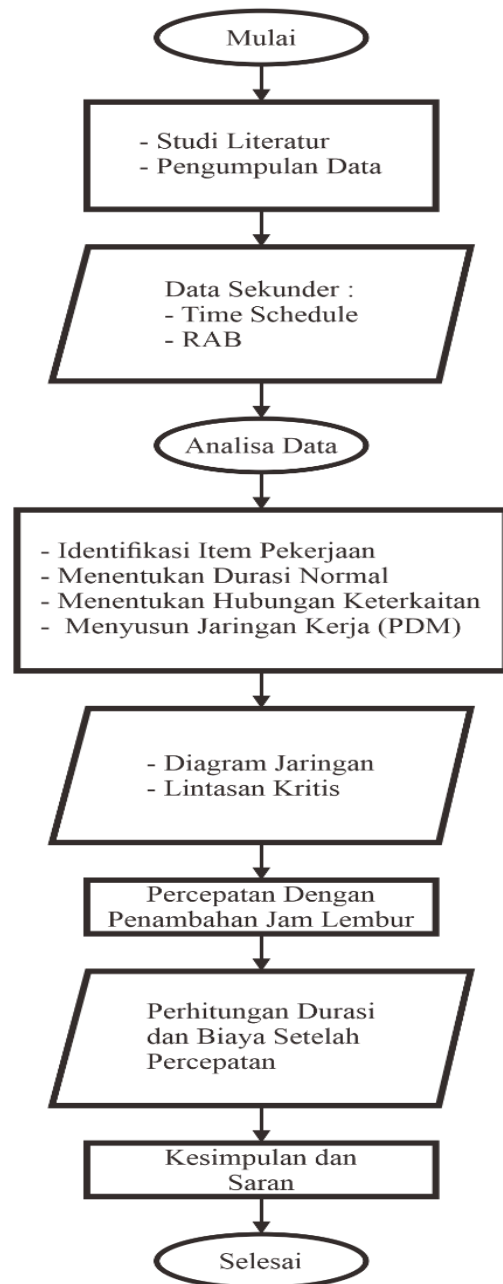 Mulai
- Studi Literatur
- Pengumpulan Data
Data Sekunder :
- Time Schedule
- RAB
Analisa Data
- Identifikasi Item Pekerjaan
- Menentukan Durasi Normal
- Menentukan Hubungan Keterkaitan
- Menyusun Jaringan Kerja (PDM)
- Diagram Jaringan
- Lintasan Kritis
Percepatan Dengan
Penambahan Jam Lembur
Perhitungan Durasi
dan Biaya Setelah
Percepatan
Kesimpulan dan
Saran
Selesai